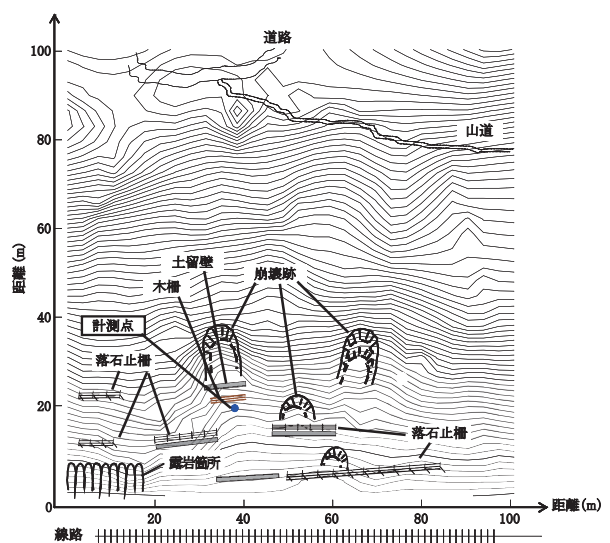 道路
100
山道
80
60
距離(m)
土留壁
木柵
崩壊跡
40
計測点
落石止柵
20
落石止柵
露岩箇所
0
20
40
60
80
100
距離(m)
線路